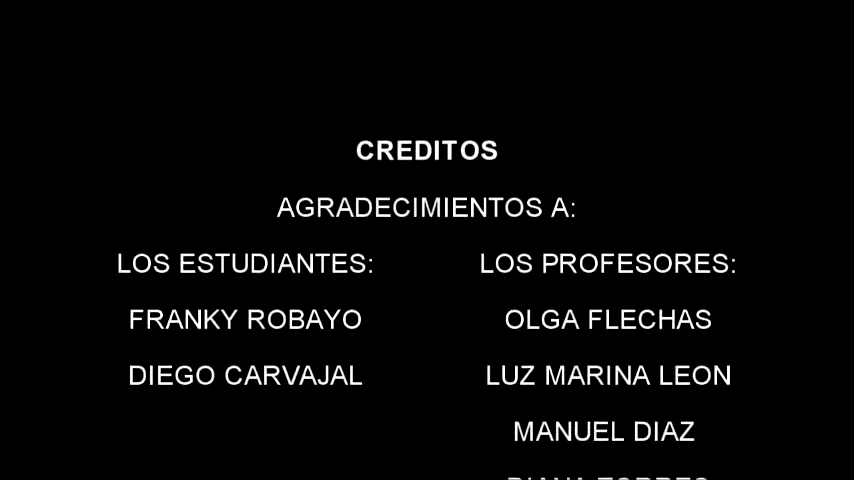 CREDITOS
AGRADECIMIENTOS A:
LOS ESTUDIANTES: LOS PROFESORES:
FRANKY ROBAYO OLGA FLECHAS
DIEGO CARVAJAL LUZ MARINA LEON
MANUEL DIAZ